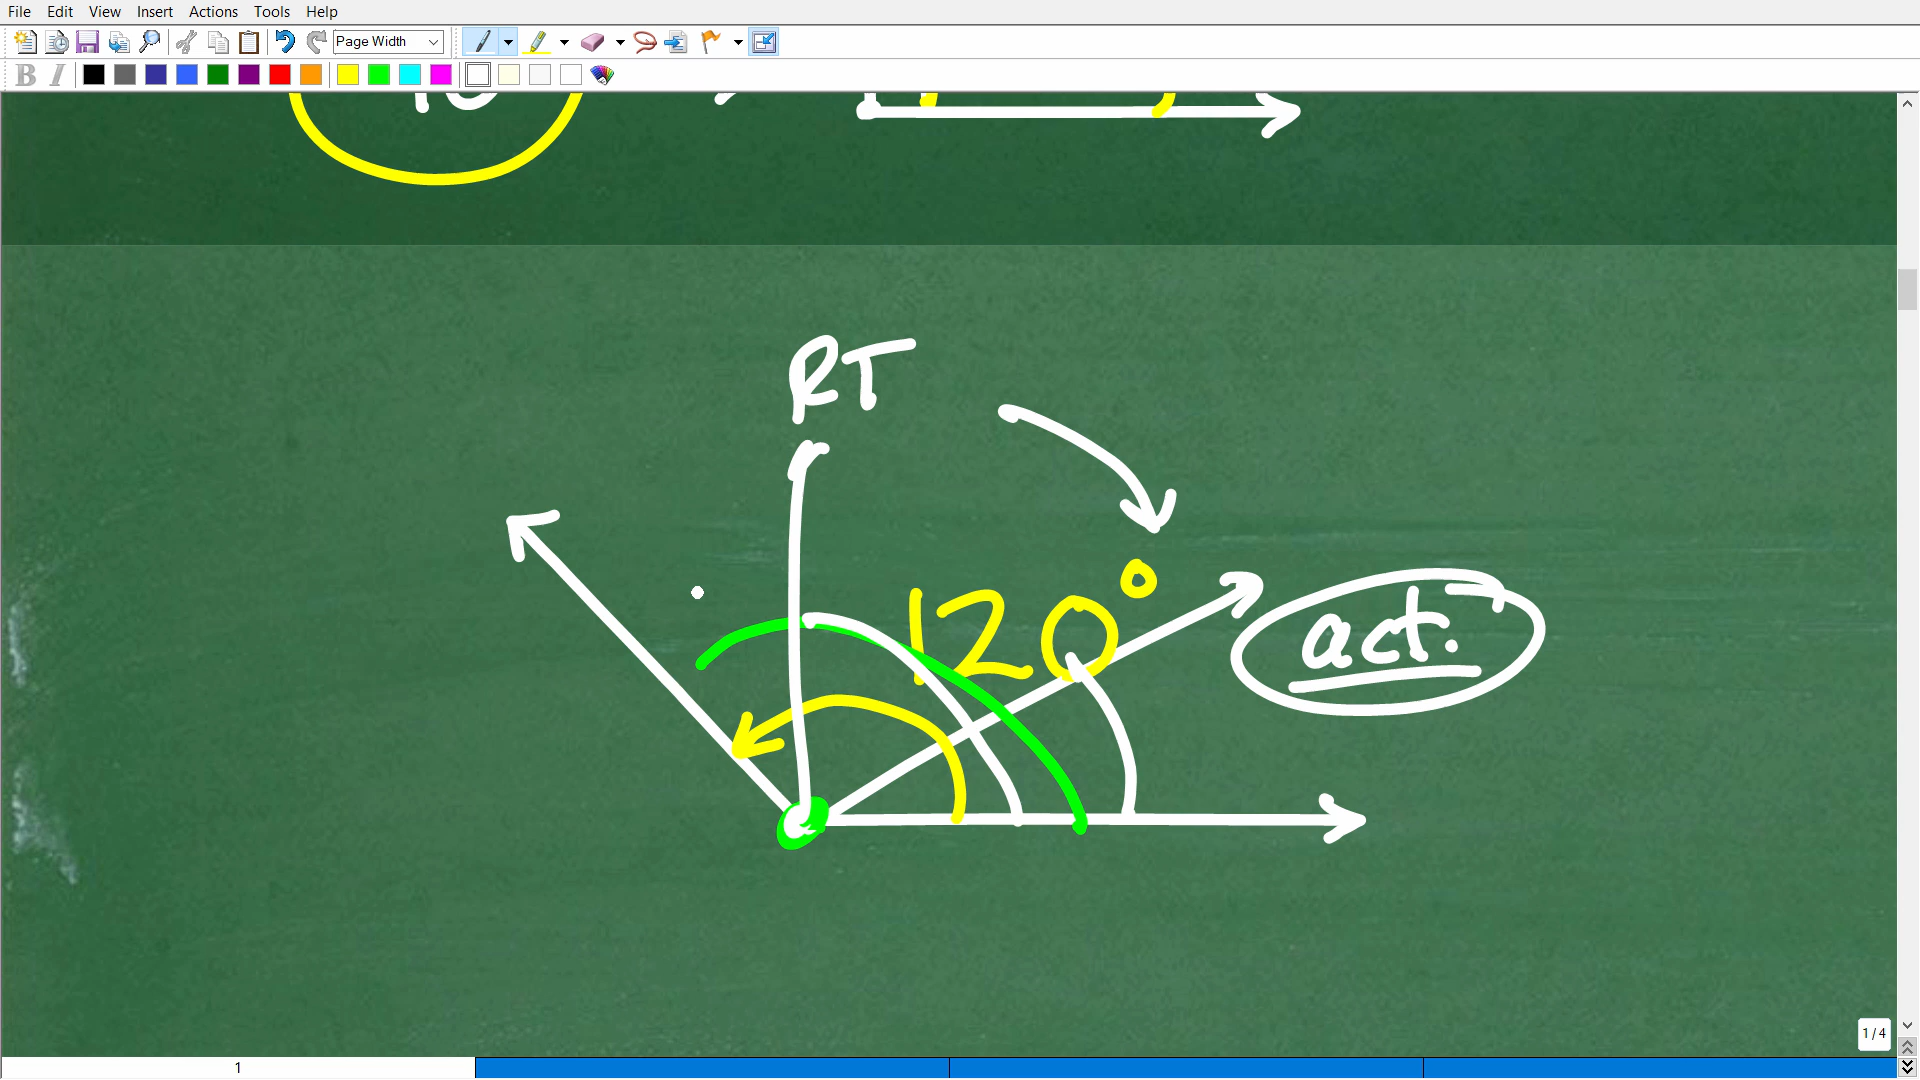 File Edit View Insert Actions Tools Help
Page Width
B I
RT
120°
act.
1 / 4
1